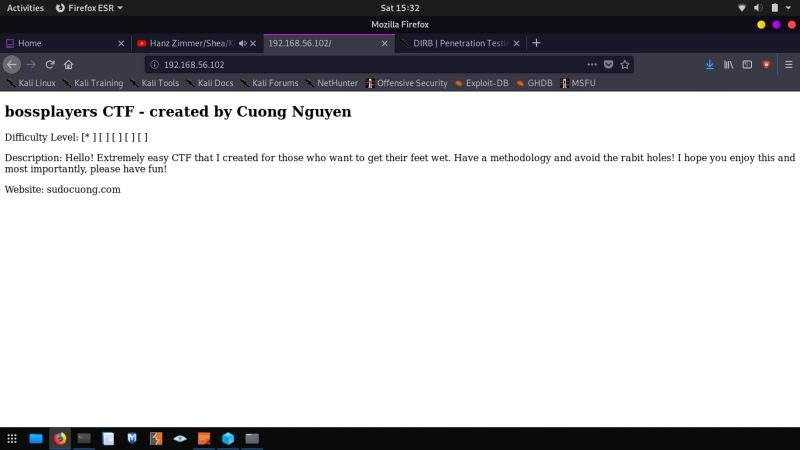 Activities Firefox ESR Sat 15:32
Mozilla Firefox
Home Hanz Zimmer/Shea/K 192.168.56.102/ DIRB | Penetration Testi
192.168.56.102
Kali Linux Kali Training Kali Tools Kali Docs Kali Forums NetHunter Offensive Security Exploit-DB GHDB MSFU
bossplayers CTF - created by Cuong Nguyen
Difficulty Level: [* ] [ ] [ ] [ ] [ ]
Description: Hello! Extremely easy CTF that I created for those who want to get their feet wet. Have a methodology and avoid the rabit holes! I hope you enjoy this and
most importantly, please have fun!
Website: sudocuong.com